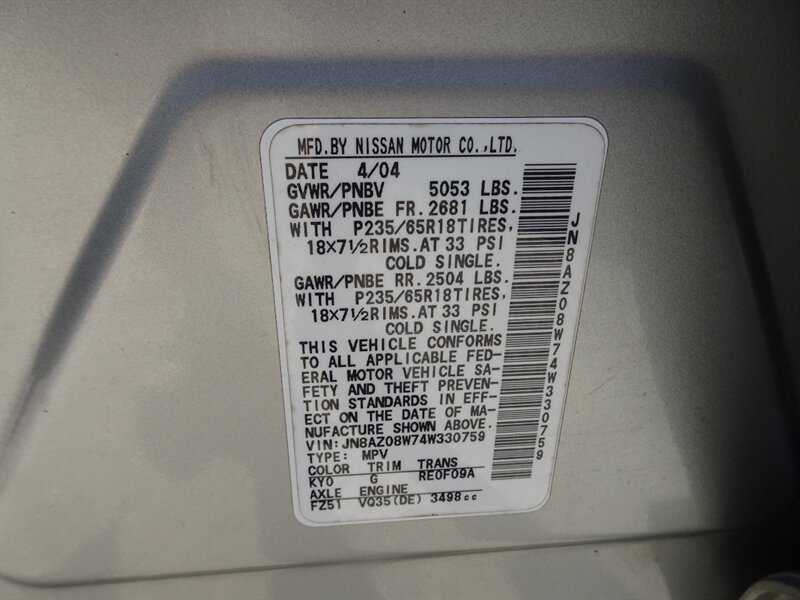 MFD.BY NISSAN MOTOR CO.,LTD.
DATE 4/04
GVWR/PNBV 5053 LBS.
GAWR/PNBE FR.2681 LBS.
WITH P235/65R18TIRES,
18×7½RIMS.AT 33 PSI
COLD SINGLE.
GAWR/PNBE RR.2504 LBS.
WITH P235/65R18TIRES,
18×7½RIMS.AT 33 PSI
COLD SINGLE.
THIS VEHICLE CONFORMS
TO ALL APPLICABLE FED-
ERAL MOTOR VEHICLE SA-
FETY AND THEFT PREVEN-
TION STANDARDS IN EFF-
ECT ON THE DATE OF MA-
NUFACTURE SHOWN ABOVE.
VIN:JN8AZ08W74W330759
TYPE: MPV
COLOR TRIM TRANS
KY0 G RE0F09A
AXLE ENGINE
FZ51 VQ35(DE) 3498cc
JN8AZ08W74W330759